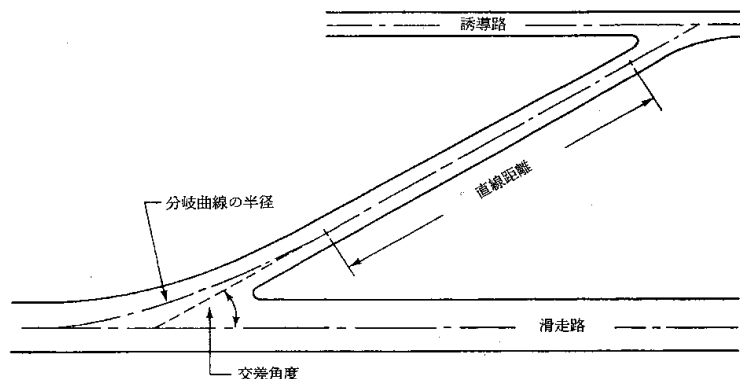 誘導路
直線距離
分岐曲線の半径
滑走路
交差角度